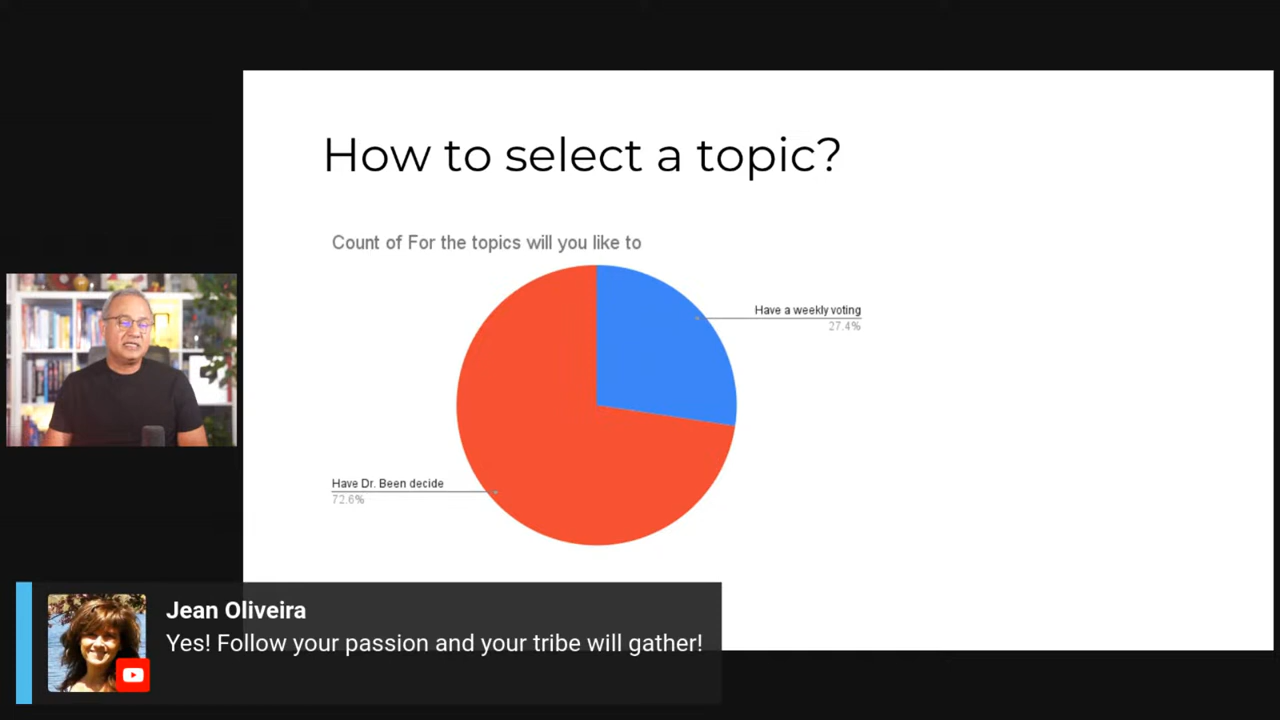 How to select a topic?
Count of For the topics will you like to
Have a weekly voting
27.4%
Have Dr. Been decide
72.6%
Jean Oliveira
Yes! Follow your passion and your tribe will gather!